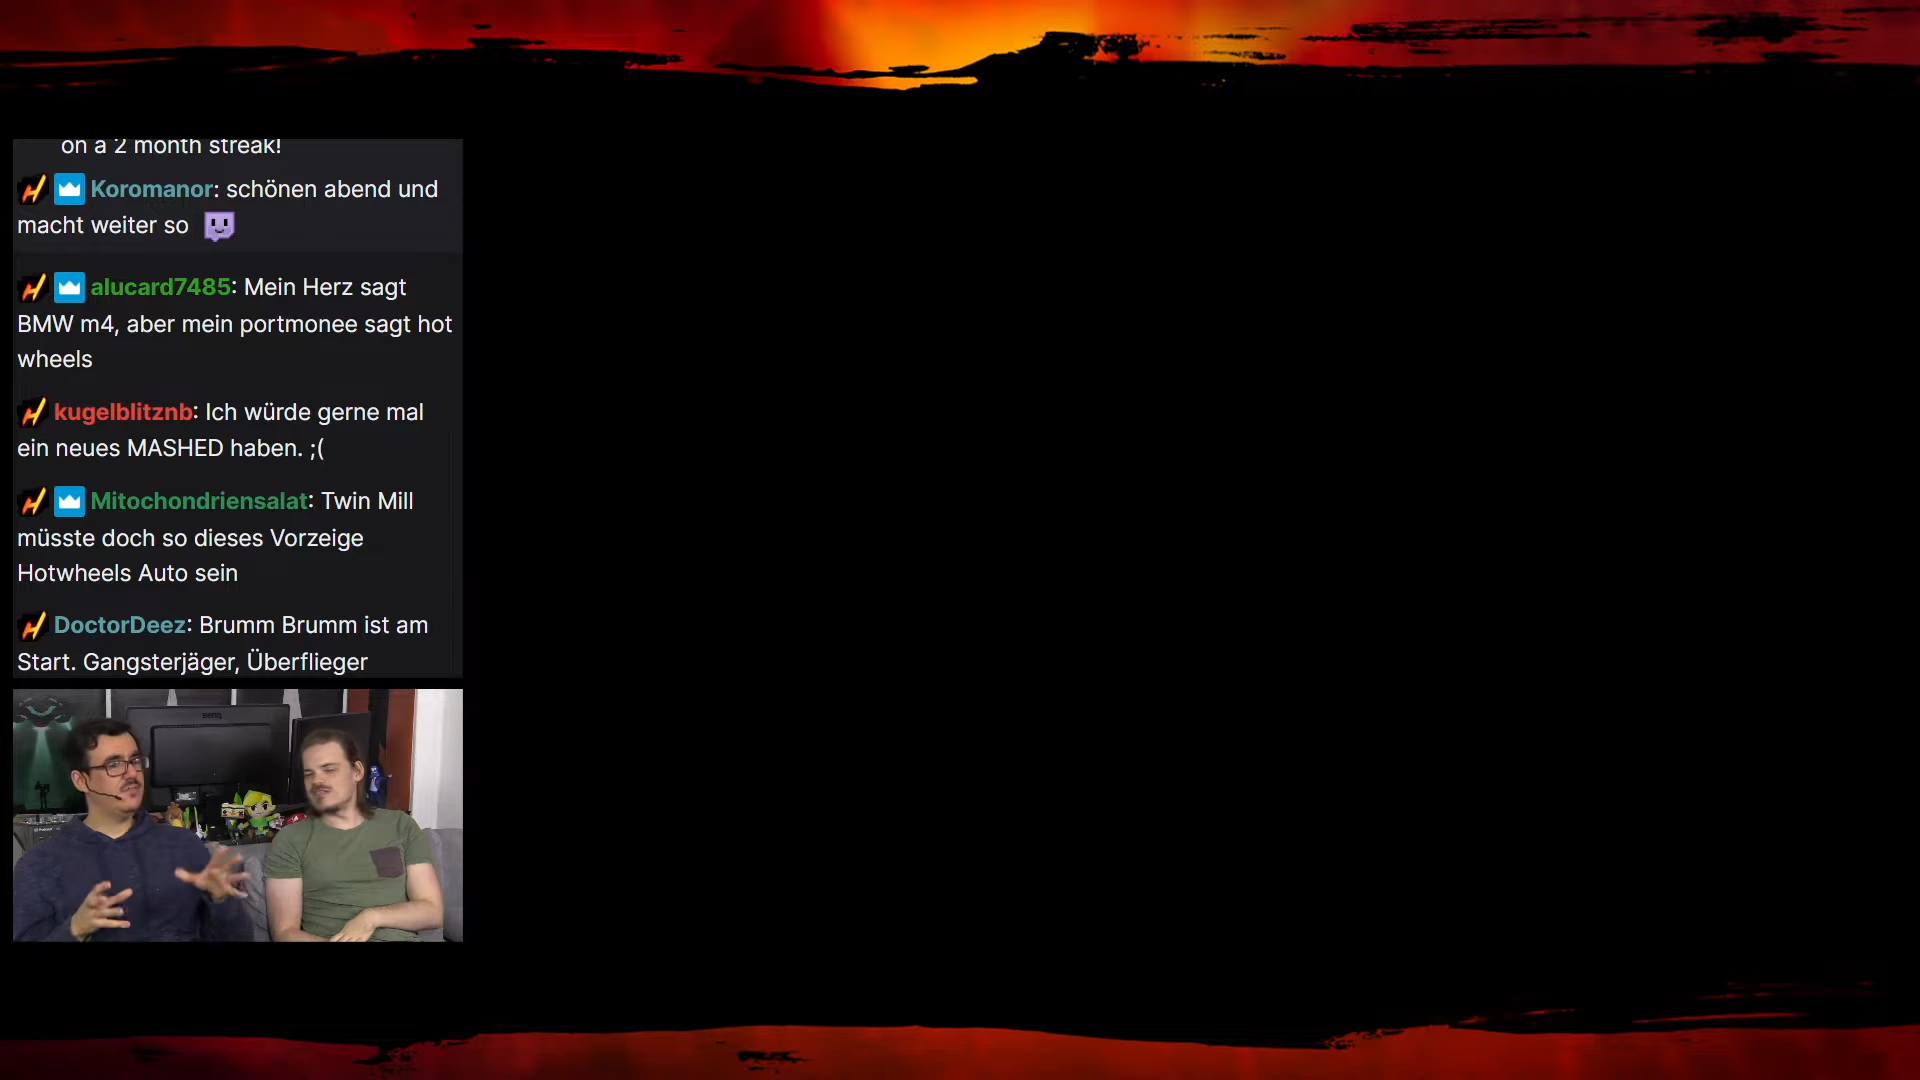 on a 2 month streak!
Koromanor: schönen abend und
macht weiter so
alucard7485: Mein Herz sagt
BMW m4, aber mein portmonee sagt hot
wheels
kugelblitznb: Ich würde gerne mal
ein neues MASHED haben. ;(
Mitochondriensalat: Twin Mill
müsste doch so dieses Vorzeige
Hotwheels Auto sein
DoctorDeez: Brumm Brumm ist am
Start. Gangsterjäger, Überflieger
BenQ